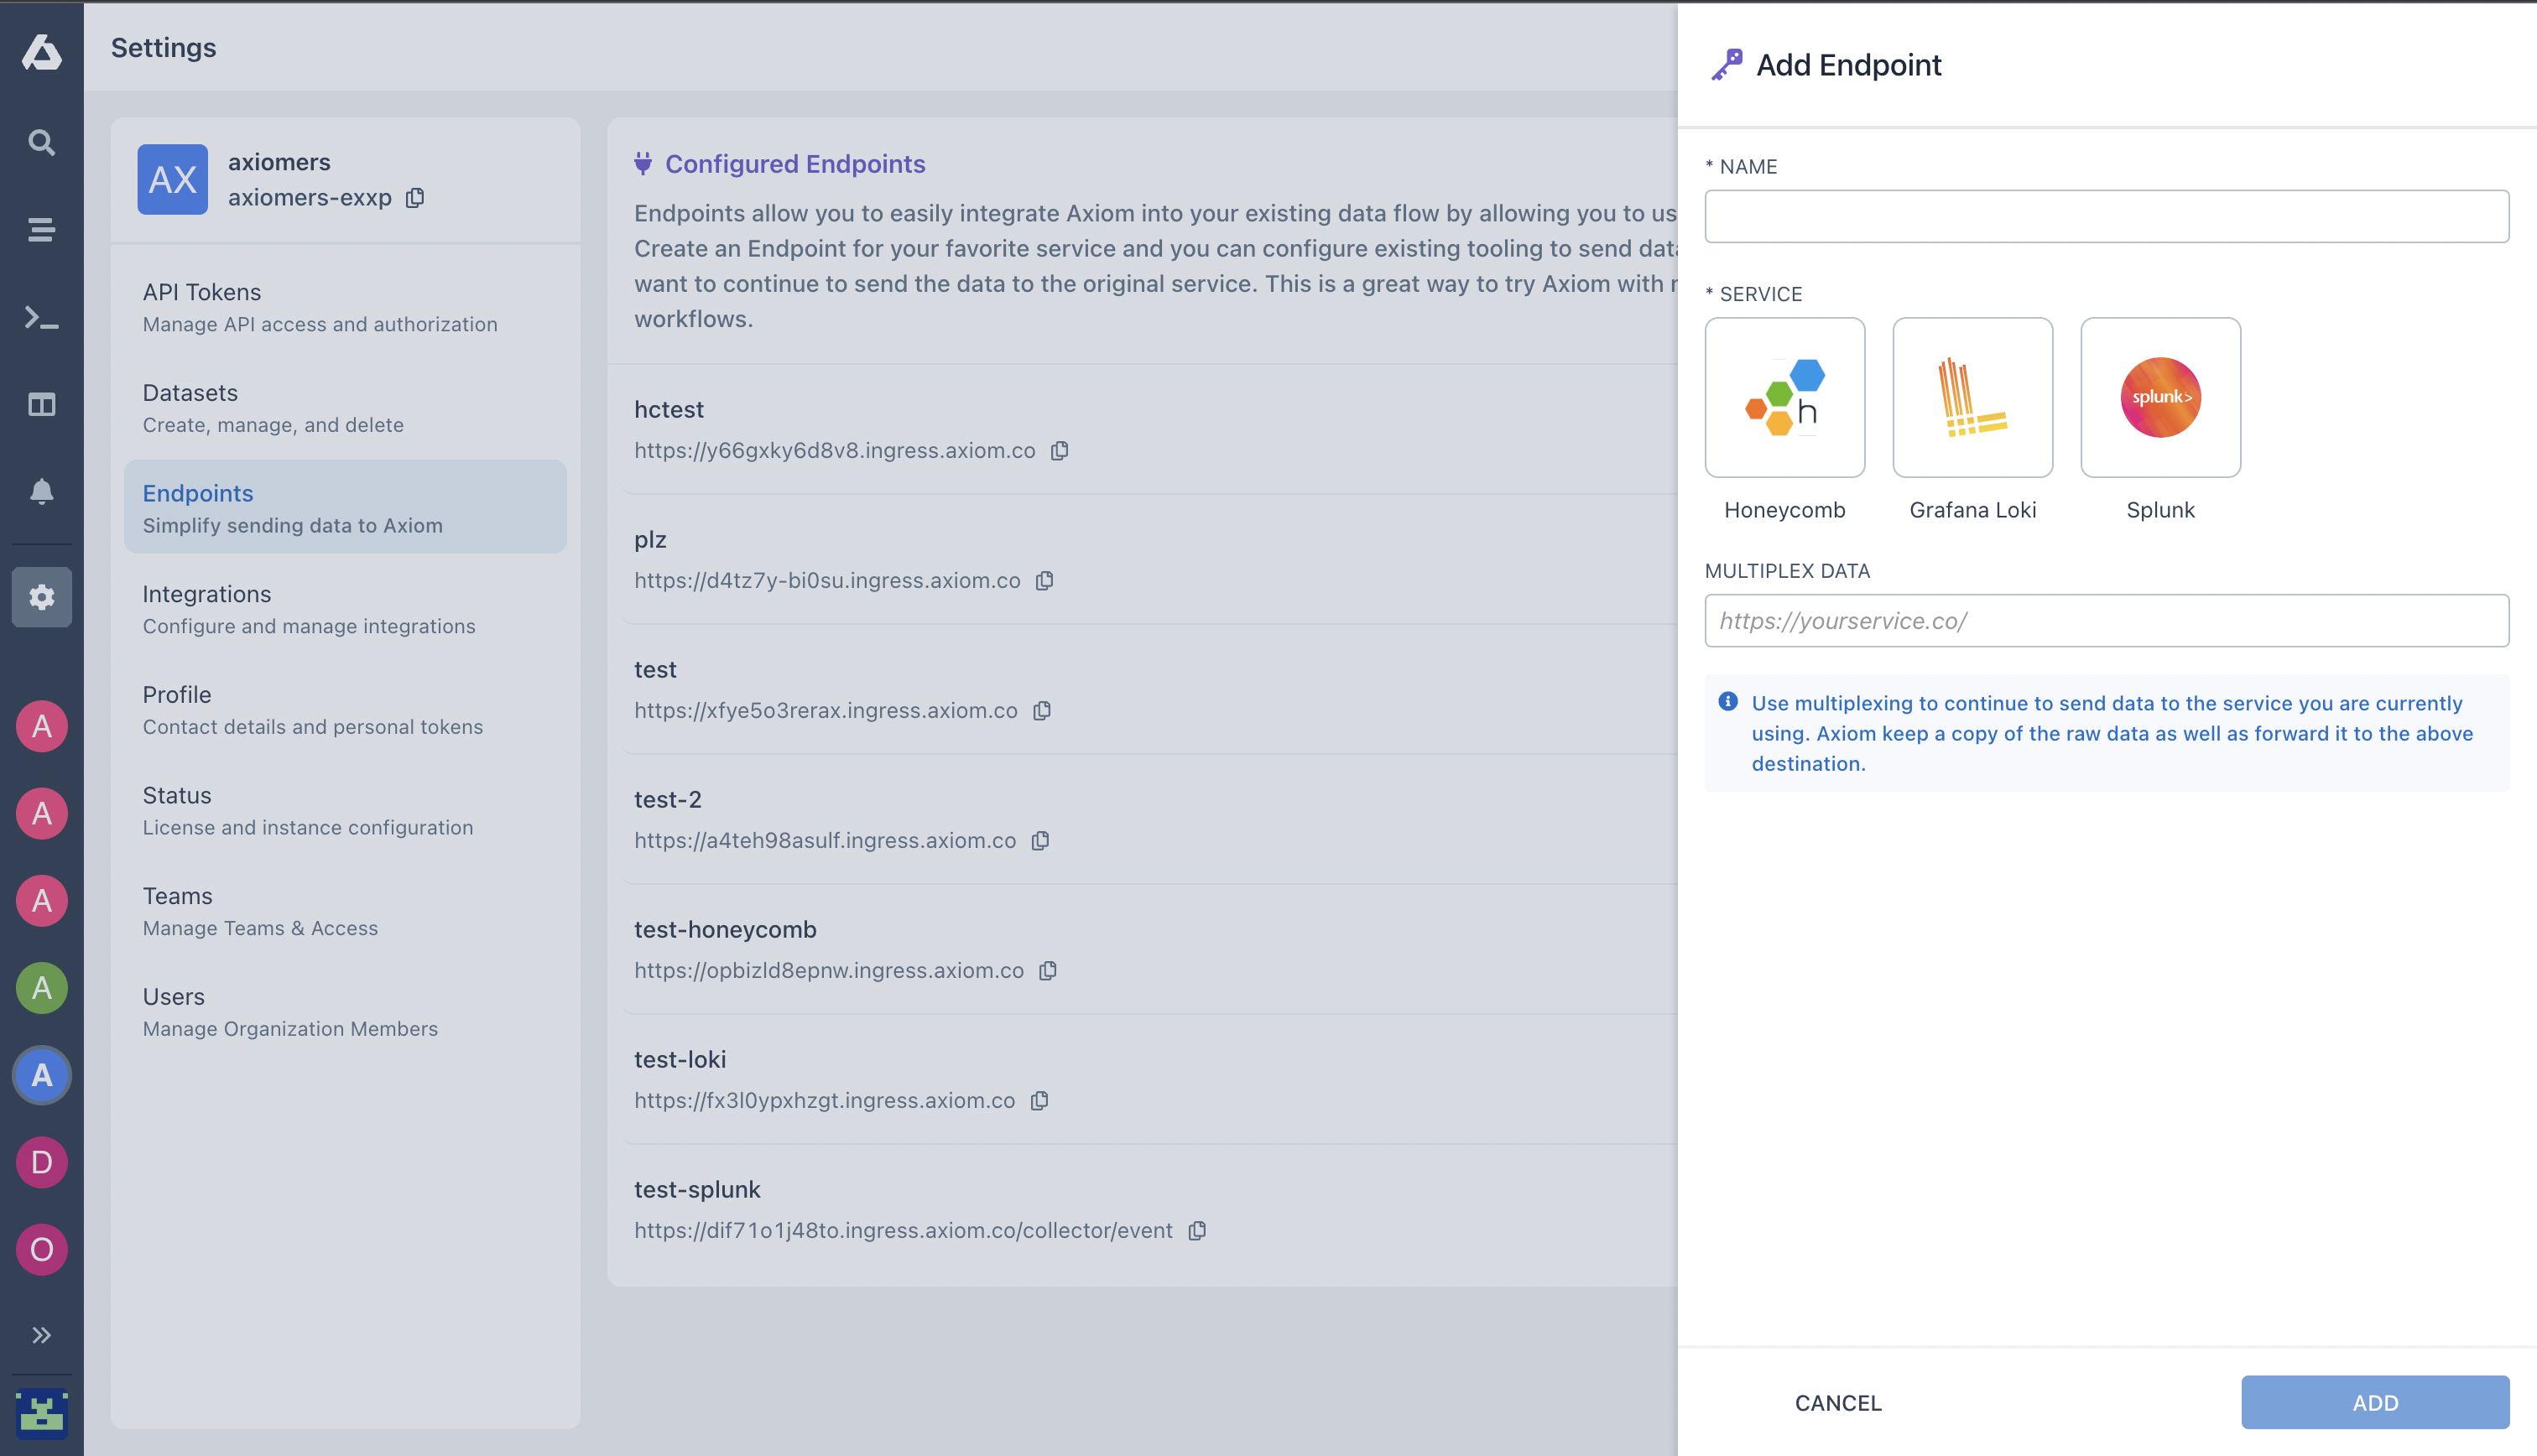 Settings
AX
axiomers
axiomers-exxp
API Tokens
Manage API access and authorization
Datasets
Create, manage, and delete
Endpoints
Simplify sending data to Axiom
Integrations
Configure and manage integrations
Profile
Contact details and personal tokens
Status
License and instance configuration
Teams
Manage Teams & Access
Users
Manage Organization Members
A
A
A
A
A
D
O
Configured Endpoints
Endpoints allow you to easily integrate Axiom into your existing data flow by allowing you to us
Create an Endpoint for your favorite service and you can configure existing tooling to send dat
want to continue to send the data to the original service. This is a great way to try Axiom with
workflows.
hctest
https://y66gxky6d8v8.ingress.axiom.co
plz
https://d4tz7y-bi0su.ingress.axiom.co
test
https://xfye5o3rerax.ingress.axiom.co
test-2
https://a4teh98asulf.ingress.axiom.co
test-honeycomb
https://opbizld8epnw.ingress.axiom.co
test-loki
https://fx3l0ypxhzgt.ingress.axiom.co
test-splunk
https://dif71o1j48to.ingress.axiom.co/collector/event
Add Endpoint
* NAME
* SERVICE
h
splunk>
Honeycomb
Grafana Loki
Splunk
MULTIPLEX DATA
https://yourservice.co/
Use multiplexing to continue to send data to the service you are currently
using. Axiom keep a copy of the raw data as well as forward it to the above
destination.
CANCEL
ADD